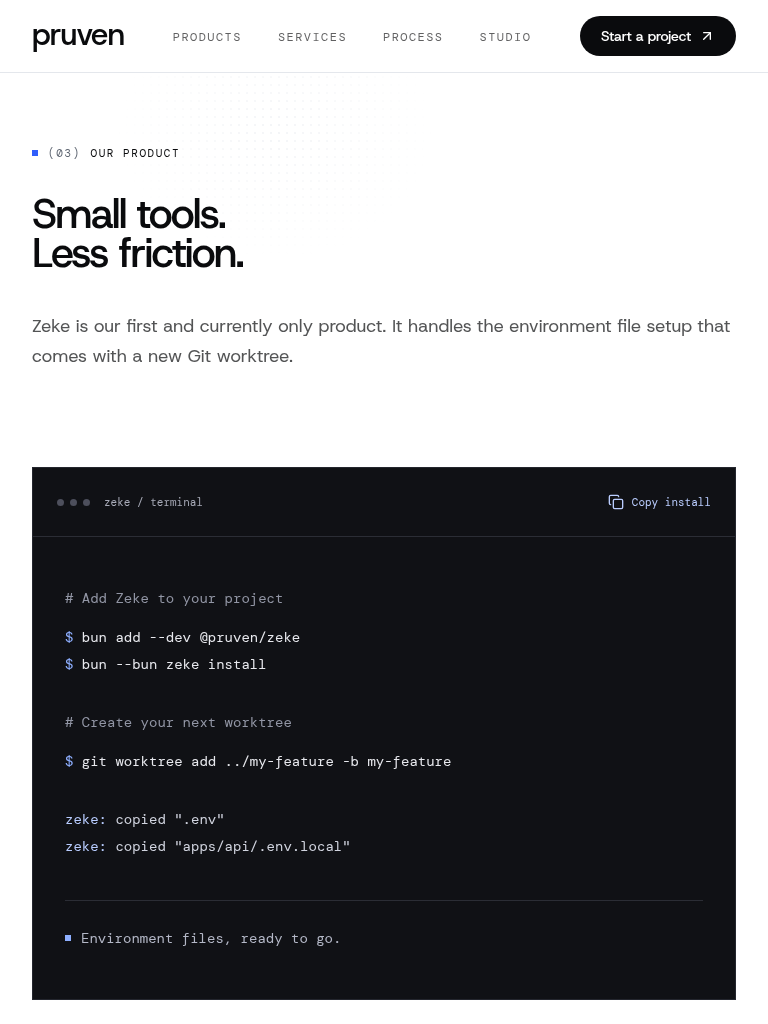 pruven
PRODUCTS
SERVICES
PROCESS
STUDIO
Start a project
(03) OUR PRODUCT
Small tools.
Less friction.
Zeke is our first and currently only product. It handles the environment file setup that
comes with a new Git worktree.
zeke / terminal
Copy install
# Add Zeke to your project
$ bun add --dev @pruven/zeke
$ bun --bun zeke install
# Create your next worktree
$ git worktree add ../my-feature -b my-feature
zeke: copied ".env"
zeke: copied "apps/api/.env.local"
Environment files, ready to go.